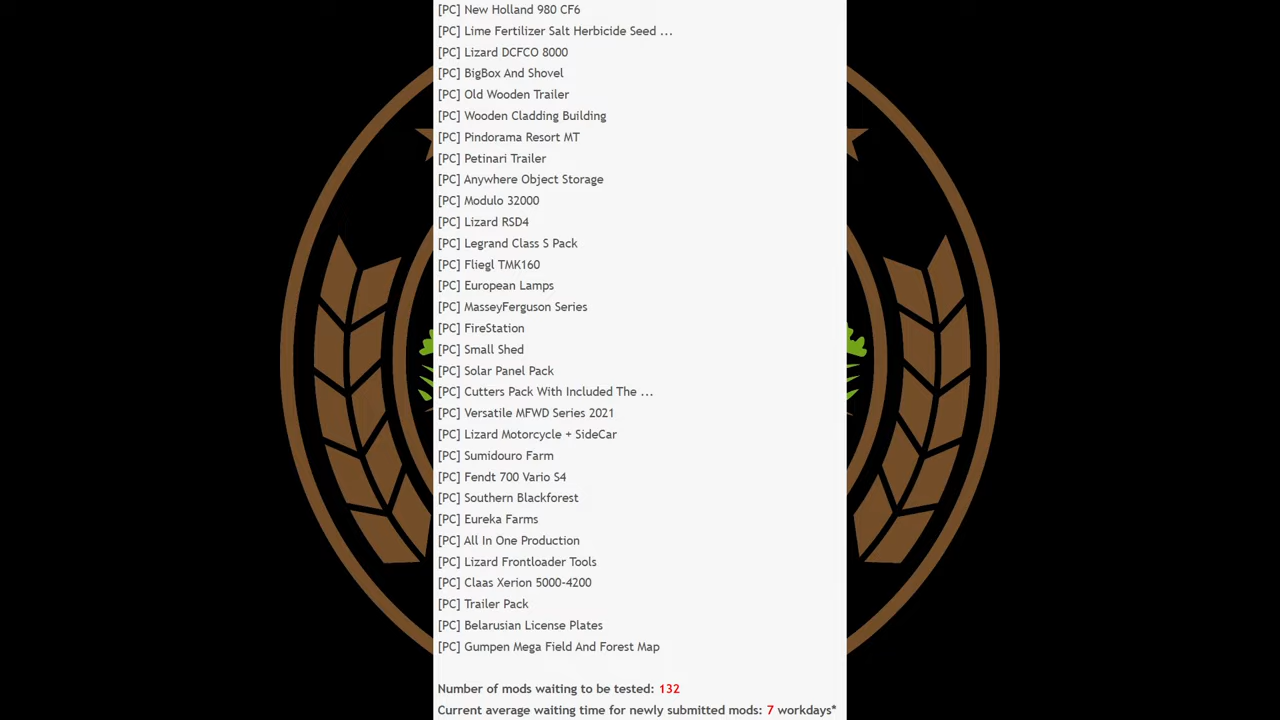 [PC] New Holland 980 CF6
[PC] Lime Fertilizer Salt Herbicide Seed ...
[PC] Lizard DCFCO 8000
[PC] BigBox And Shovel
[PC] Old Wooden Trailer
[PC] Wooden Cladding Building
[PC] Pindorama Resort MT
[PC] Petinari Trailer
[PC] Anywhere Object Storage
[PC] Modulo 32000
[PC] Lizard RSD4
[PC] Legrand Class S Pack
[PC] Fliegl TMK160
[PC] European Lamps
[PC] MasseyFerguson Series
[PC] FireStation
[PC] Small Shed
[PC] Solar Panel Pack
[PC] Cutters Pack With Included The ...
[PC] Versatile MFWD Series 2021
[PC] Lizard Motorcycle + SideCar
[PC] Sumidouro Farm
[PC] Fendt 700 Vario S4
[PC] Southern Blackforest
[PC] Eureka Farms
[PC] All In One Production
[PC] Lizard Frontloader Tools
[PC] Claas Xerion 5000-4200
[PC] Trailer Pack
[PC] Belarusian License Plates
[PC] Gumpen Mega Field And Forest Map
Number of mods waiting to be tested: 132
Current average waiting time for newly submitted mods: 7 workdays*